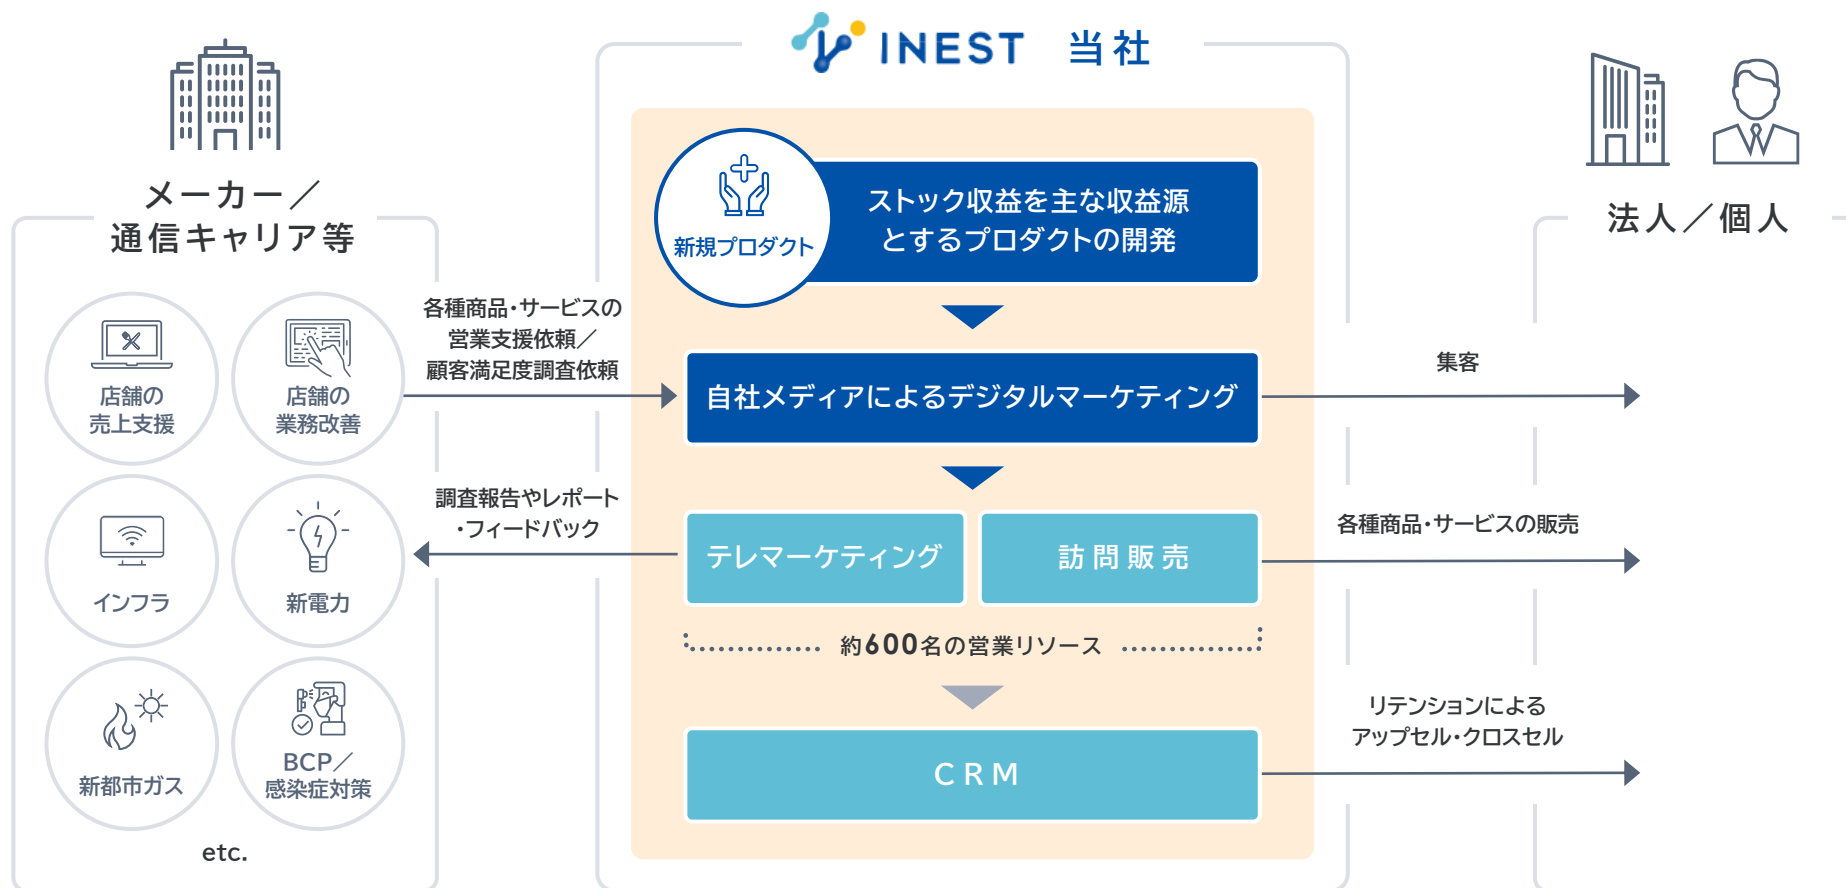 INEST 当社
メーカー／
通信キャリア等
店舗の
売上支援
店舗の
業務改善
インフラ
新電力
新都市ガス
BCP／
感染症対策
etc.
各種商品・サービスの
営業支援依頼／
顧客満足度調査依頼
調査報告やレポート
・フィードバック
新規プロダクト
ストック収益を主な収益源
とするプロダクトの開発
自社メディアによるデジタルマーケティング
テレマーケティング
訪問販売
約600名の営業リソース
CRM
法人／個人
集客
各種商品・サービスの販売
リテンションによる
アップセル・クロスセル